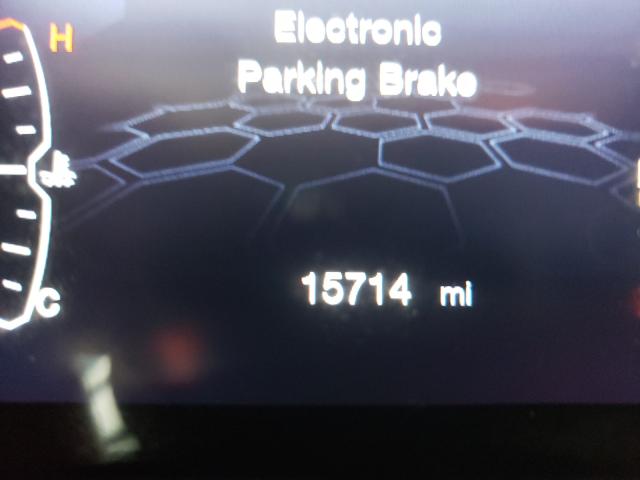 H
Electronic
Parking Brake
15714 mi
C